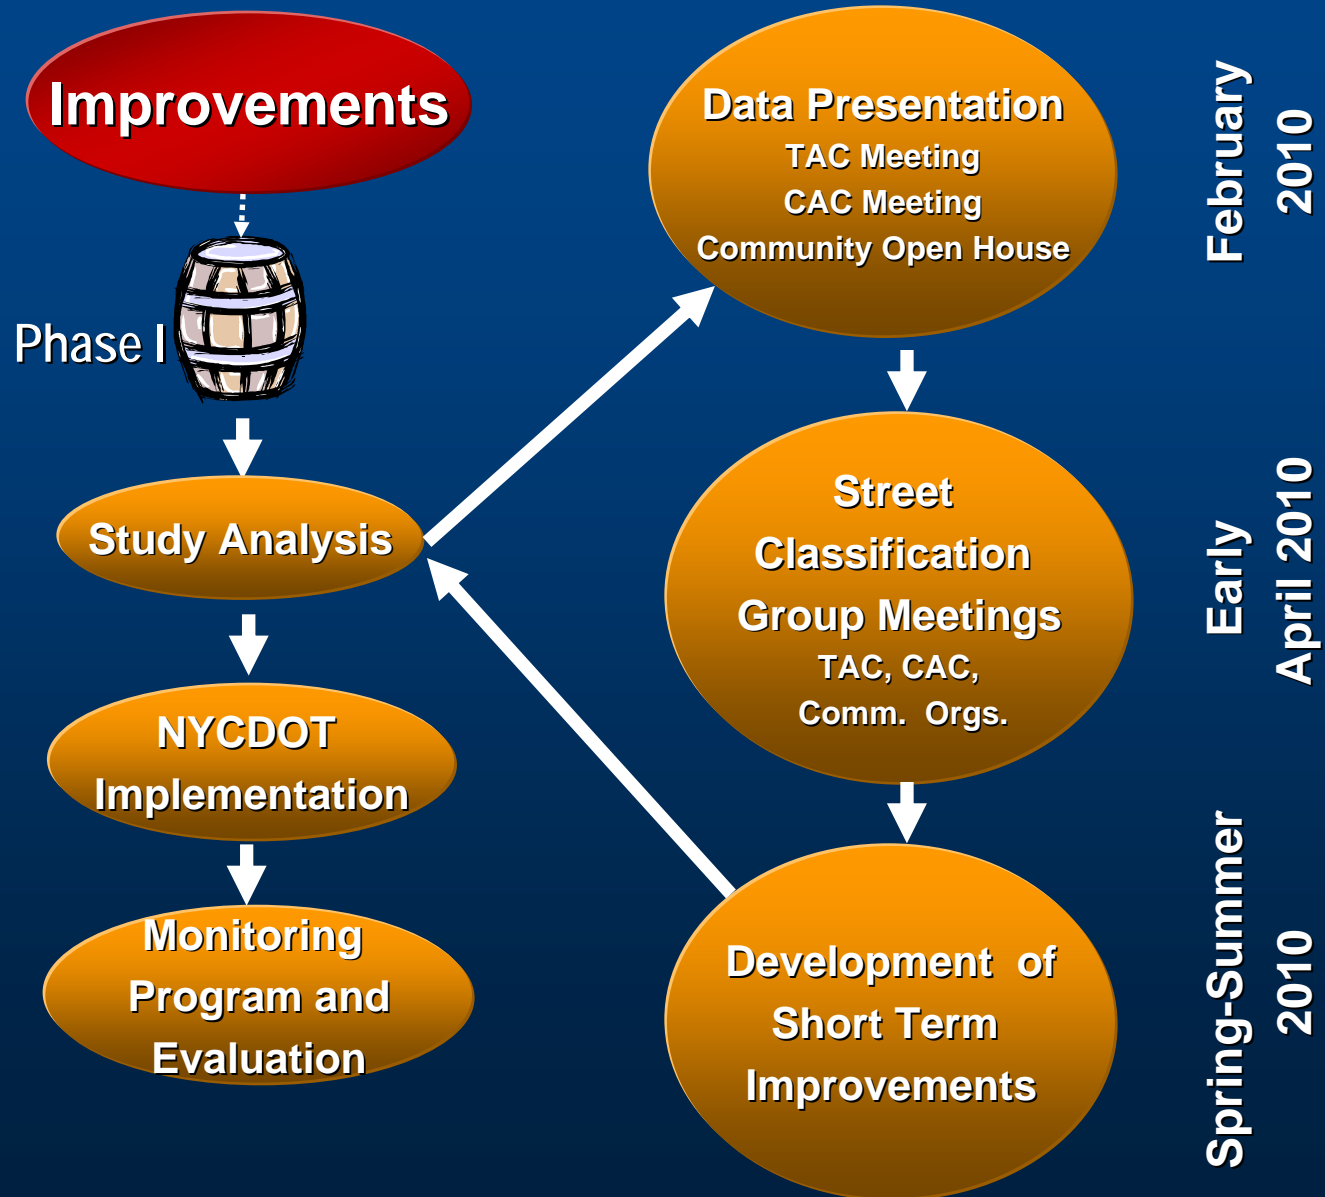 Improvements
Phase I
Study Analysis
NYCDOT
Implementation
Monitoring
Program and
Evaluation
Data Presentation
TAC Meeting
CAC Meeting
Community Open House
Street
Classification
Group Meetings
TAC, CAC,
Comm. Orgs.
Development of
Short Term
Improvements
February
2010
Early
April 2010
Spring-Summer
2010